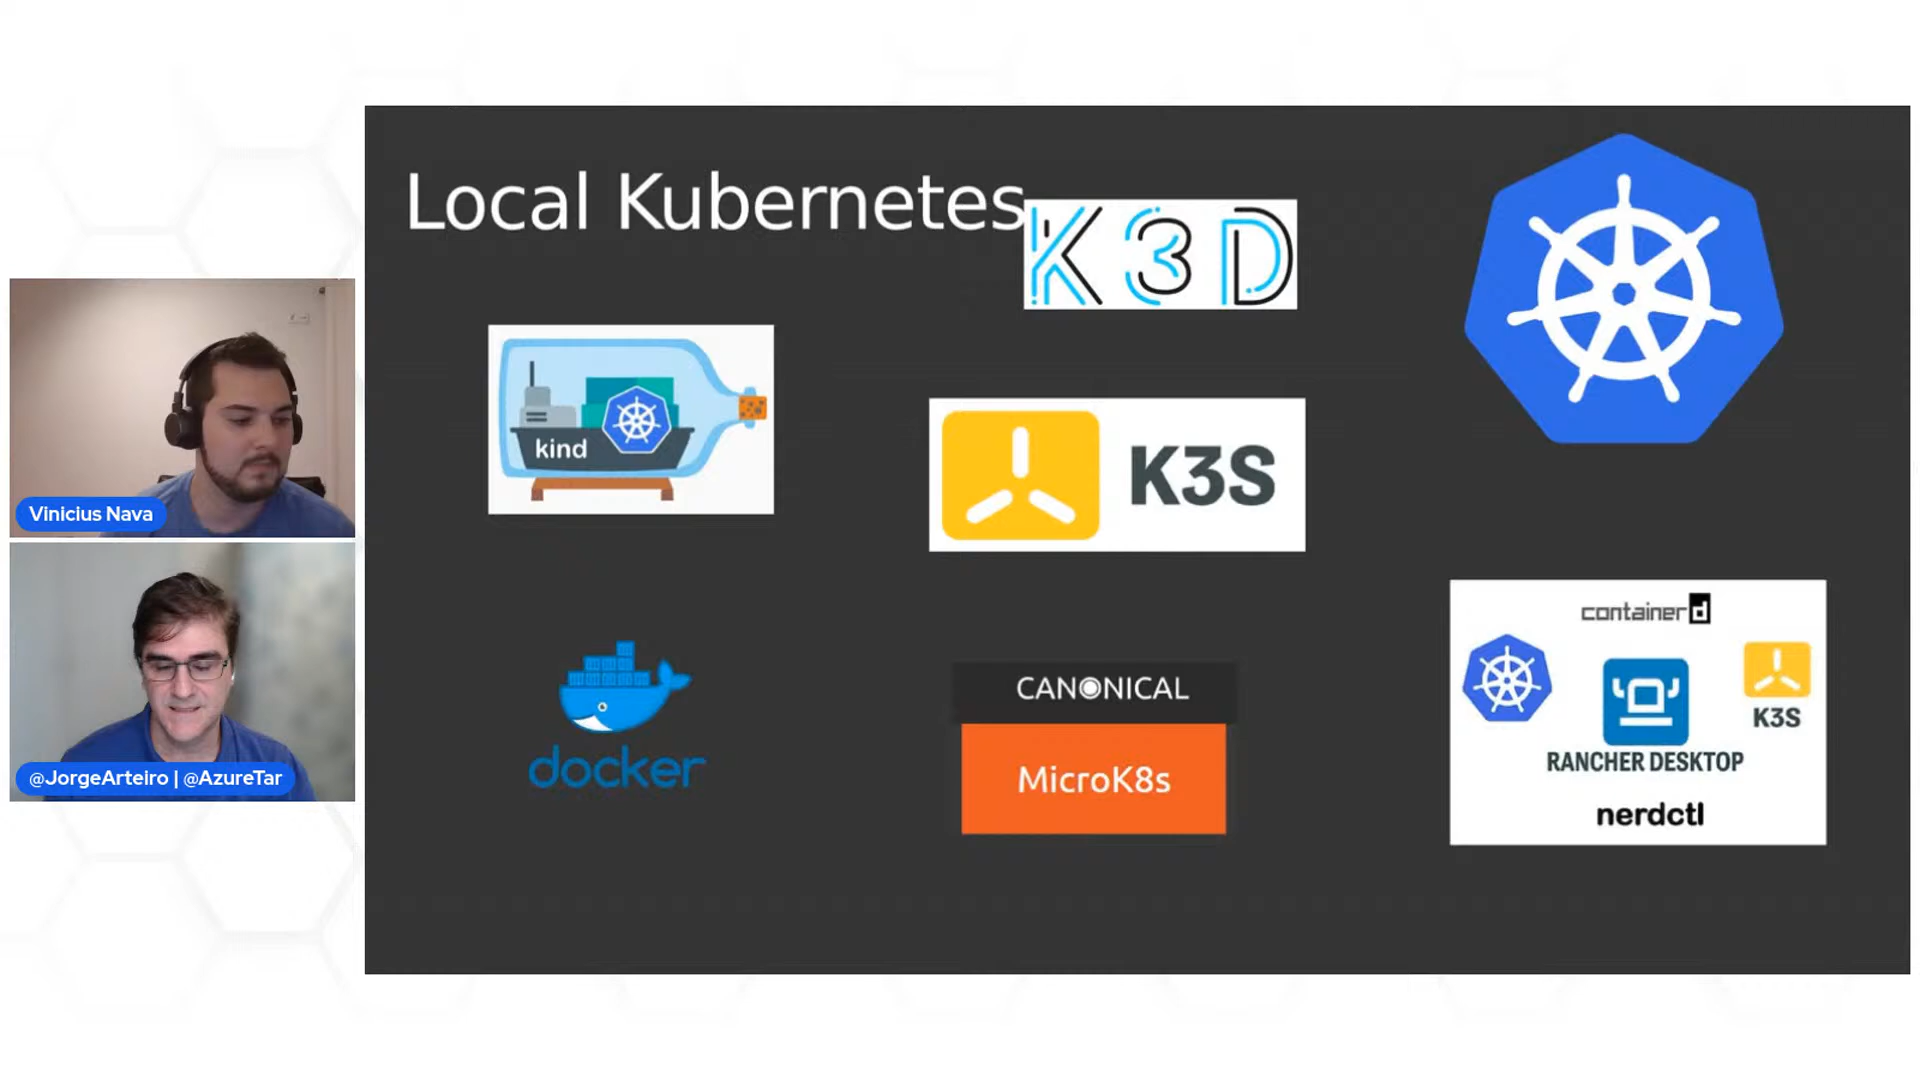 Local Kubernetes
K3D
kind
K3S
docker
CANONICAL
MicroK8s
containerd
K3S
RANCHER DESKTOP
nerdctl
Vinicius Nava
@JorgeArteiro | @AzureTar